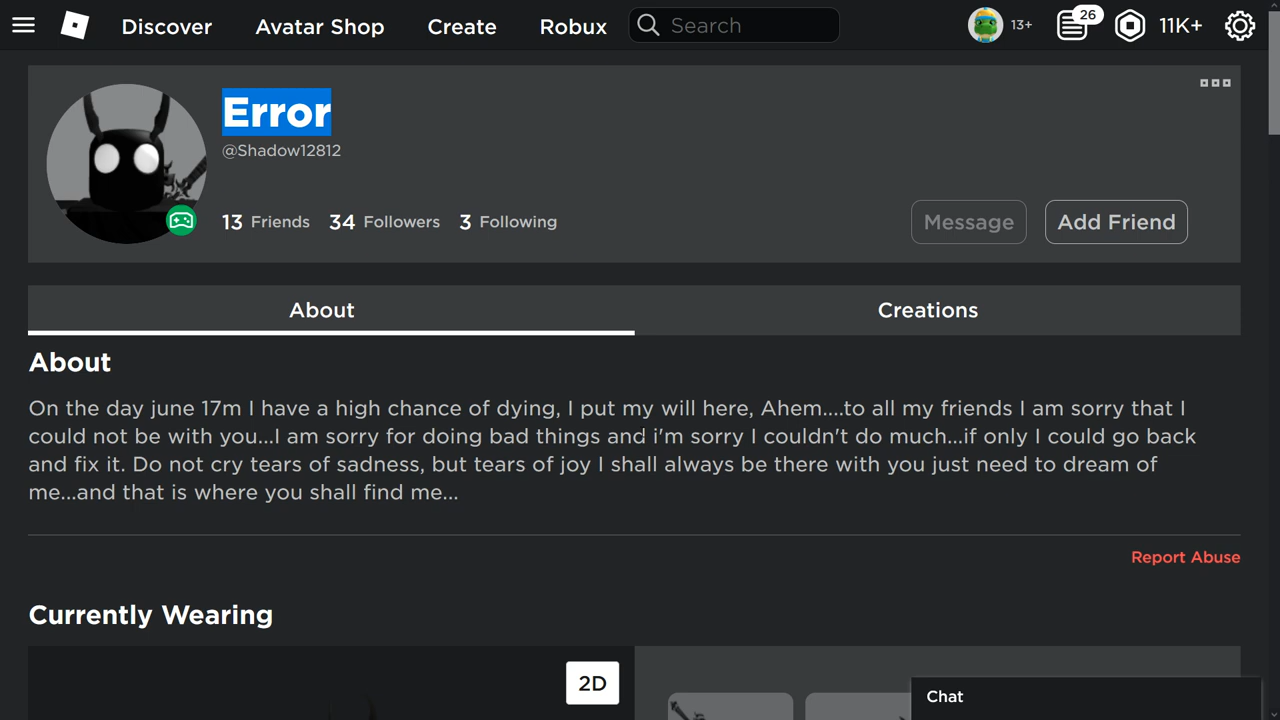 Discover Avatar Shop Create Robux Search 13+ 26 11K+
Error
@Shadow12812
13 Friends 34 Followers 3 Following Message Add Friend
About Creations
About
On the day june 17m I have a high chance of dying, I put my will here, Ahem....to all my friends I am sorry that I
could not be with you...I am sorry for doing bad things and i'm sorry I couldn't do much...if only I could go back
and fix it. Do not cry tears of sadness, but tears of joy I shall always be there with you just need to dream of
me...and that is where you shall find me...
Report Abuse
Currently Wearing
2D
Chat